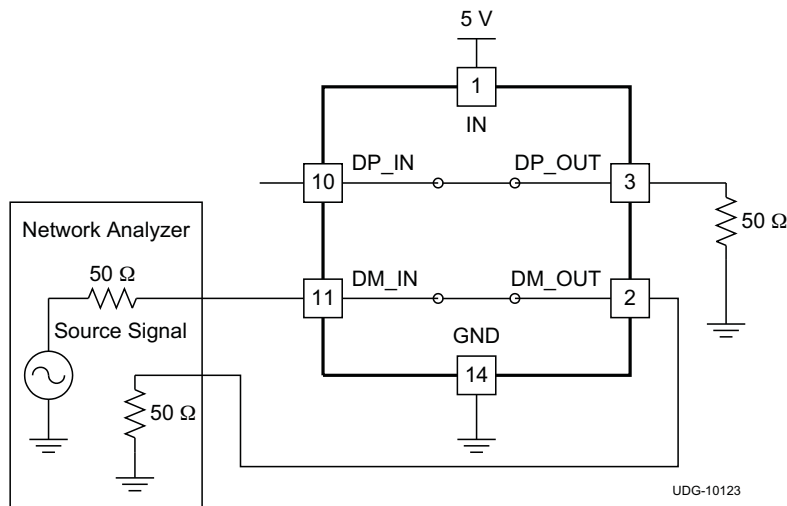 5 V
1
IN
DP_IN
DP_OUT
10
3
50 Ω
Network Analyzer
50 Ω
DM_IN
DM_OUT
11
2
Source Signal
GND
14
50 Ω
UDG-10123